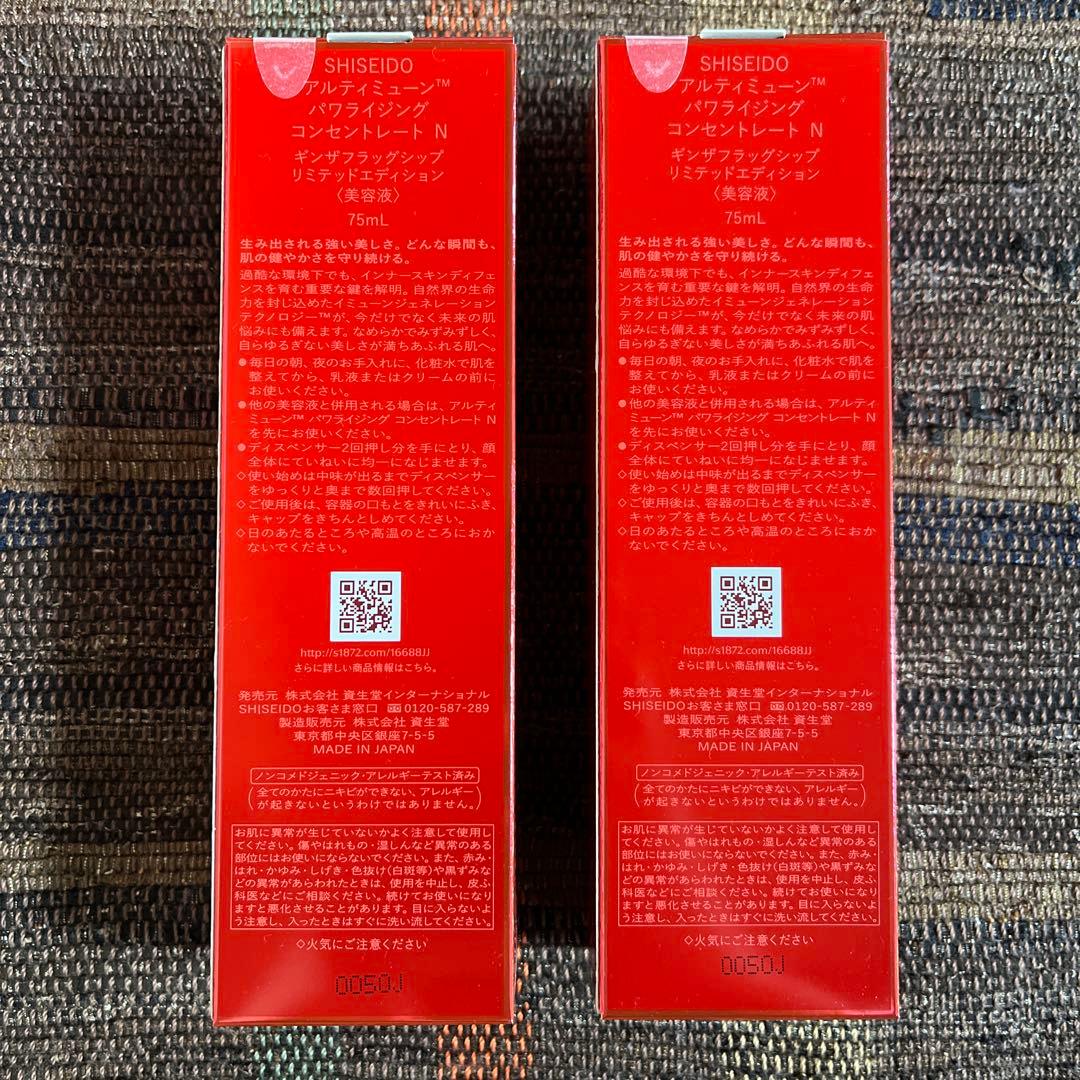 SHISEIDO
アルティミューン™
パワライジング
コンセントレート N
ギンザフラッグシップ
リミテッドエディション
〈美容液〉
75mL
生み出される強い美しさ。どんな瞬間も、
肌の健やかさを守り続ける。
過酷な環境下でも、インナースキンディフェ
ンスを育む重要な鍵を解明。自然界の生命
力を封じ込めたイミューンジェネレーション
テクノロジー™が、今だけでなく未来の肌
悩みにも備えます。なめらかでみずみずしく、
自らゆるぎない美しさが満ちあふれる肌へ。
●毎日の朝、夜のお手入れに、化粧水で肌を
整えてから、乳液またはクリームの前に
お使いください。
●他の美容液と併用される場合は、アルティ
ミューン™ パワライジング コンセントレート N
を先にお使いください。
●ディスペンサー2回押し分を手にとり、顔
全体にていねいに均一になじませます。
◇使い始めは中味が出るまでディスペンサー
をゆっくりと奥まで数回押してください。
◇ご使用後は、容器の口もとをきれいにふき、
キャップをきちんとしめてください。
◇日のあたるところや高温のところにおか
ないでください。
http://s1872.com/16688JJ
さらに詳しい商品情報はこちら。
発売元 株式会社 資生堂インターナショナル
SHISEIDOお客さま窓口 0120-587-289
製造販売元 株式会社 資生堂
東京都中央区銀座7-5-5
MADE IN JAPAN
ノンコメドジェニック・アレルギーテスト済み
(全てのかたにニキビができない、アレルギー
が起きないというわけではありません。)
お肌に異常が生じていないかよく注意して使用し
てください。傷やはれもの・湿しんなど異常のある
部位にはお使いにならないでください。また、赤み・
はれ・かゆみ・しげき・色抜け(白斑等)や黒ずみな
どの異常があらわれたときは、使用を中止し、皮ふ
科医などにご相談ください。続けてお使いになり
ますと悪化させることがあります。目に入らないよ
う注意し、入ったときはすぐに洗い流してください。
◇火気にご注意ください
0050J
SHISEIDO
アルティミューン™
パワライジング
コンセントレート N
ギンザフラッグシップ
リミテッドエディション
〈美容液〉
75mL
生み出される強い美しさ。どんな瞬間も、
肌の健やかさを守り続ける。
過酷な環境下でも、インナースキンディフェ
ンスを育む重要な鍵を解明。自然界の生命
力を封じ込めたイミューンジェネレーション
テクノロジー™が、今だけでなく未来の肌
悩みにも備えます。なめらかでみずみずしく、
自らゆるぎない美しさが満ちあふれる肌へ。
●毎日の朝、夜のお手入れに、化粧水で肌を
整えてから、乳液またはクリームの前に
お使いください。
●他の美容液と併用される場合は、アルティ
ミューン™ パワライジング コンセントレート N
を先にお使いください。
●ディスペンサー2回押し分を手にとり、顔
全体にていねいに均一になじませます。
◇使い始めは中味が出るまでディスペンサー
をゆっくりと奥まで数回押してください。
◇ご使用後は、容器の口もとをきれいにふき、
キャップをきちんとしめてください。
◇日のあたるところや高温のところにおか
ないでください。
http://s1872.com/16688JJ
さらに詳しい商品情報はこちら。
発売元 株式会社 資生堂インターナショナル
SHISEIDOお客さま窓口 0120-587-289
製造販売元 株式会社 資生堂
東京都中央区銀座7-5-5
MADE IN JAPAN
ノンコメドジェニック・アレルギーテスト済み
(全てのかたにニキビができない、アレルギー
が起きないというわけではありません。)
お肌に異常が生じていないかよく注意して使用し
てください。傷やはれもの・湿しんなど異常のある
部位にはお使いにならないでください。また、赤み・
はれ・かゆみ・しげき・色抜け(白斑等)や黒ずみな
どの異常があらわれたときは、使用を中止し、皮ふ
科医などにご相談ください。続けてお使いになり
ますと悪化させることがあります。目に入らないよ
う注意し、入ったときはすぐに洗い流してください。
◇火気にご注意ください
0050J